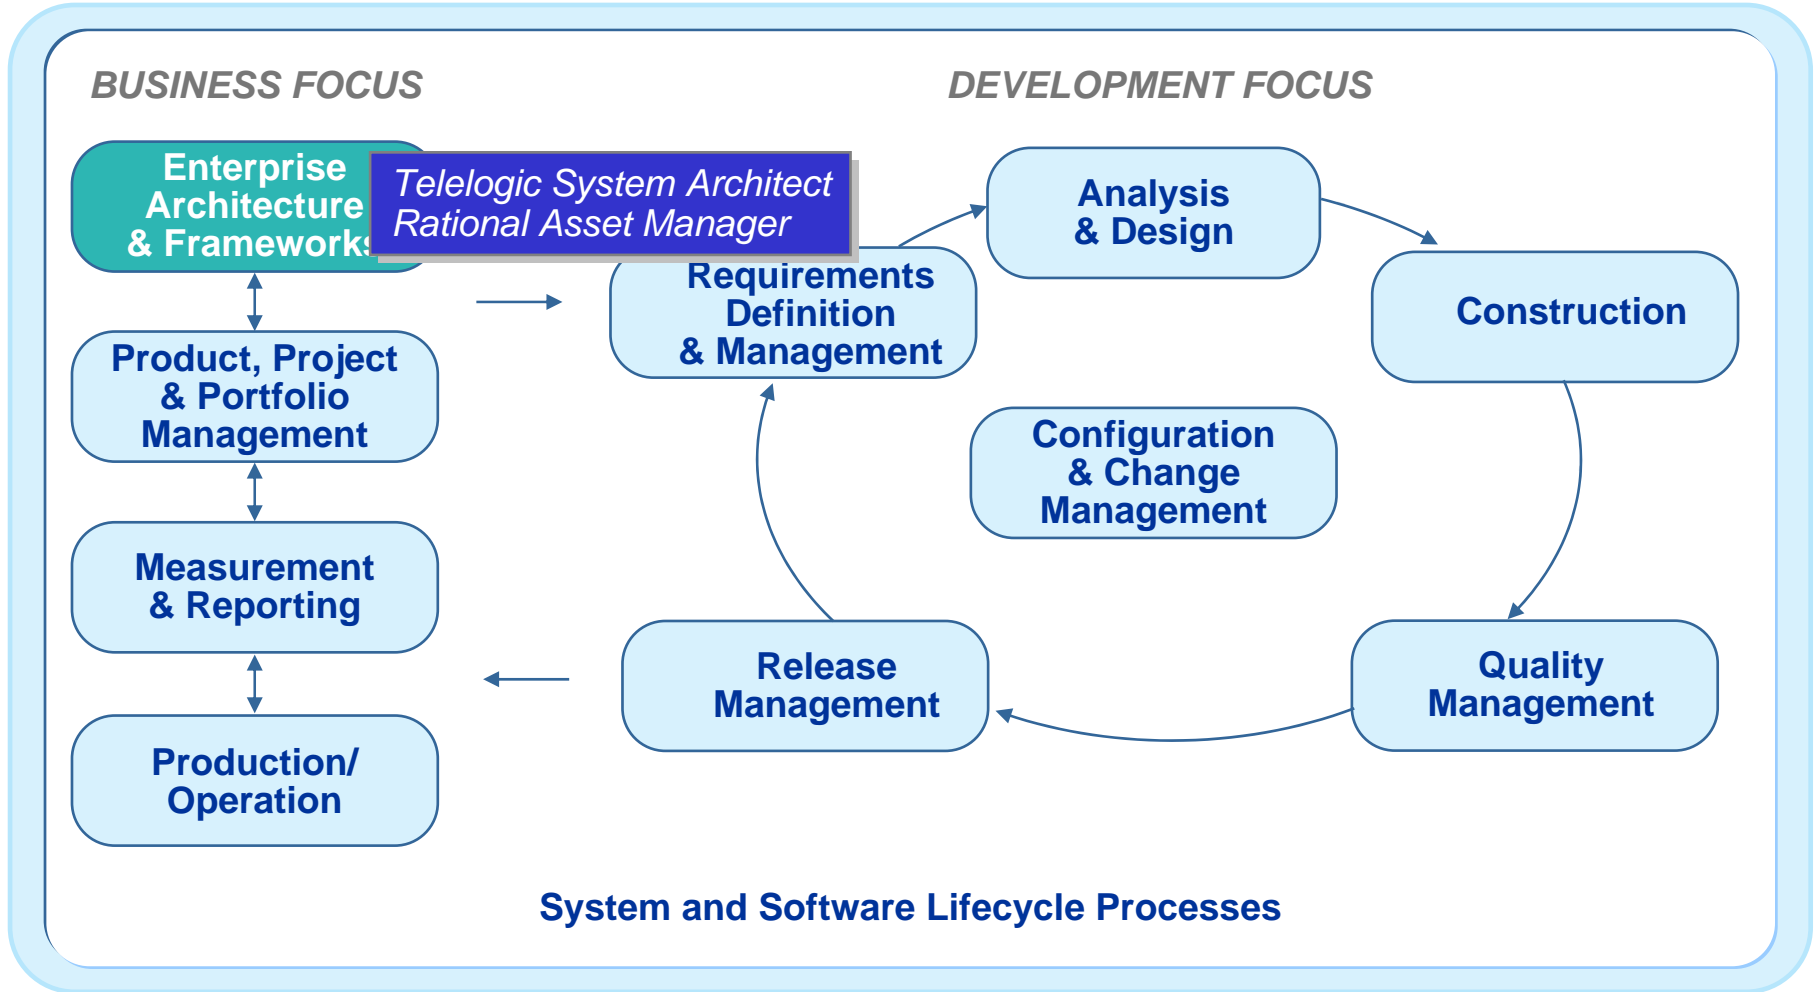 BUSINESS FOCUS
DEVELOPMENT FOCUS
Enterprise
Architecture
& Frameworks
Telelogic System Architect
Rational Asset Manager
Product, Project
& Portfolio
Management
Measurement
& Reporting
Production/
Operation
Requirements
Definition
& Management
Analysis
& Design
Construction
Configuration
& Change
Management
Quality
Management
Release
Management
System and Software Lifecycle Processes